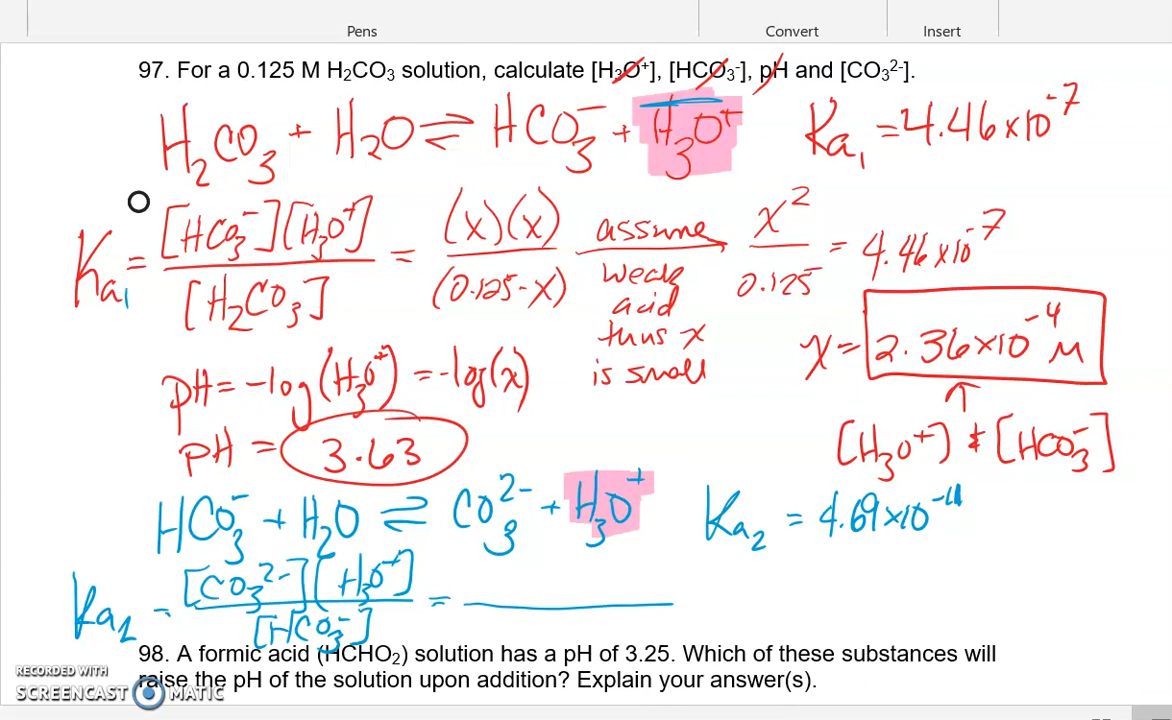 Pens Convert Insert
97. For a 0.125 M H₂CO₃ solution, calculate [H₃O⁺], [HCO₃⁻], pH and [CO₃²⁻].
H₂CO₃ + H₂O ⇌ HCO₃⁻ + H₃O⁺ Ka₁ = 4.46×10⁻⁷
Ka₁ = [HCO₃⁻][H₃O⁺] / [H₂CO₃] = (x)(x) / (0.125-x) assume x² / 0.125 = 4.46×10⁻⁷
weak
acid
thus x
is small
x = 2.36×10⁻⁴ M
pH = -log(H₃O⁺) = -log(x)
[H₃O⁺) & [HCO₃⁻]
pH = 3.63
HCO₃⁻ + H₂O ⇌ CO₃²⁻ + H₃O⁺ Ka₂ = 4.69×10⁻¹¹
Ka₂ = [CO₃²⁻][H₃O⁺] / [HCO₃⁻] =
98. A formic acid (HCHO₂) solution has a pH of 3.25. Which of these substances will
raise the pH of the solution upon addition? Explain your answer(s).
RECORDED WITH
SCREENCAST MATIC